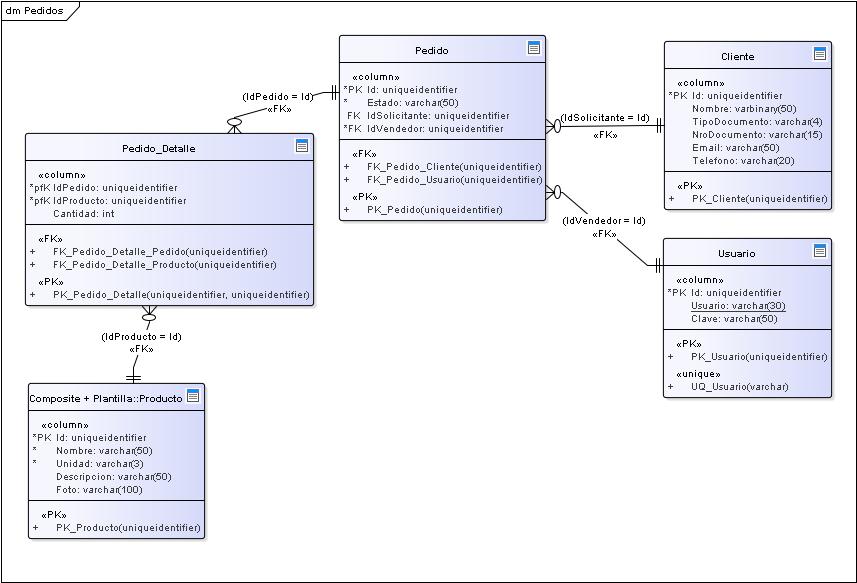 dm Pedidos
Pedido
«column»
*PK Id: uniqueidentifier
* Estado: varchar(50)
FK IdSolicitante: uniqueidentifier
*FK IdVendedor: uniqueidentifier
«FK»
+ FK_Pedido_Cliente(uniqueidentifier)
+ FK_Pedido_Usuario(uniqueidentifier)
«PK»
+ PK_Pedido(uniqueidentifier)
Cliente
«column»
*PK Id: uniqueidentifier
Nombre: varbinary(50)
TipoDocumento: varchar(4)
NroDocumento: varchar(15)
Email: varchar(50)
Telefono: varchar(20)
«PK»
+ PK_Cliente(uniqueidentifier)
(IdPedido = Id)
«FK»
(IdSolicitante = Id)
«FK»
Pedido_Detalle
«column»
*pfK IdPedido: uniqueidentifier
*pfK IdProducto: uniqueidentifier
Cantidad: int
«FK»
+ FK_Pedido_Detalle_Pedido(uniqueidentifier)
+ FK_Pedido_Detalle_Producto(uniqueidentifier)
«PK»
+ PK_Pedido_Detalle(uniqueidentifier, uniqueidentifier)
(IdVendedor = Id)
«FK»
Usuario
«column»
*PK Id: uniqueidentifier
Usuario: varchar(30)
Clave: varchar(50)
«PK»
+ PK_Usuario(uniqueidentifier)
«unique»
+ UQ_Usuario(varchar)
(IdProducto = Id)
«FK»
Composite + Plantilla::Producto
«column»
*PK Id: uniqueidentifier
* Nombre: varchar(50)
* Unidad: varchar(3)
Descripcion: varchar(50)
Foto: varchar(100)
«PK»
+ PK_Producto(uniqueidentifier)